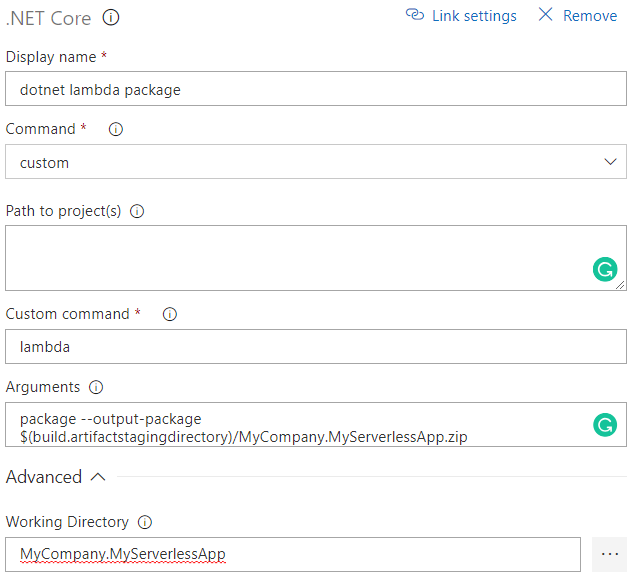 .NET Core
Link settings
Remove
Display name *
dotnet lambda package
Command *
custom
Path to project(s)
Custom command *
lambda
Arguments
package --output-package
$(build.artifactstagingdirectory)/MyCompany.MyServerlessApp.zip
Advanced
Working Directory
MyCompany.MyServerlessApp
...